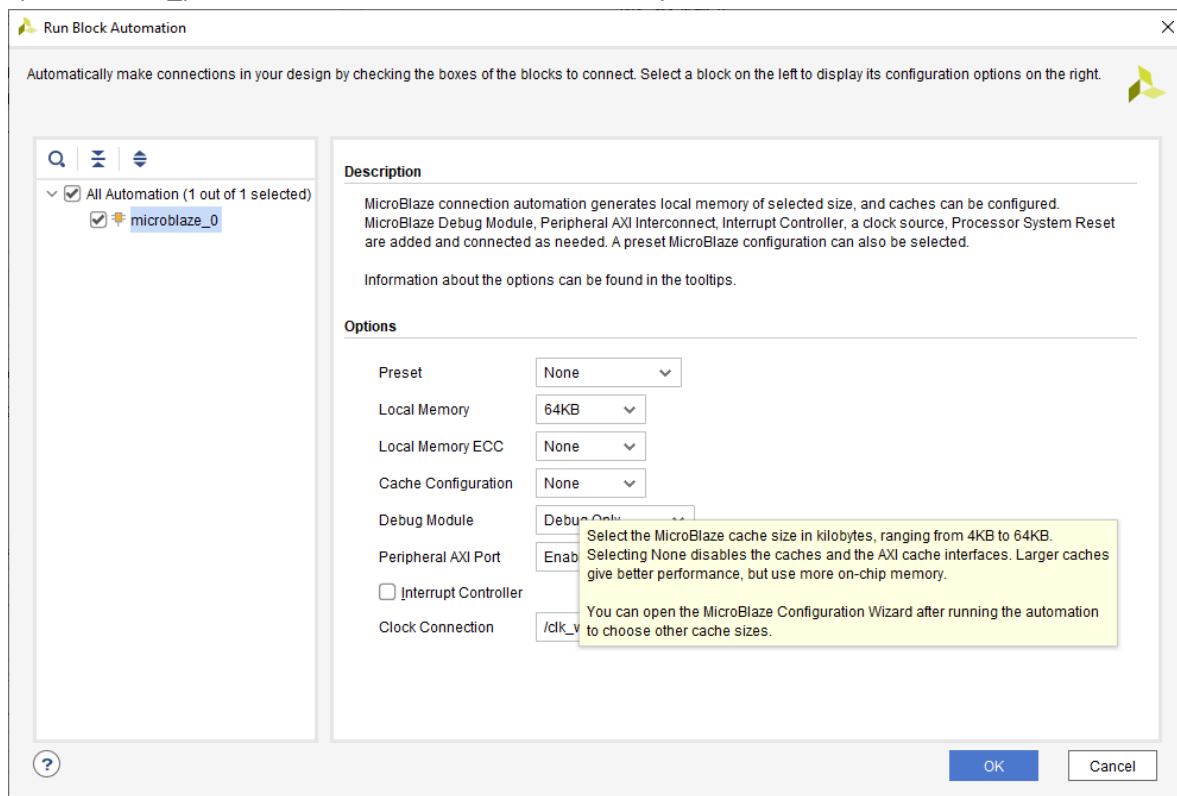 Run Block Automation
Automatically make connections in your design by checking the boxes of the blocks to connect. Select a block on the left to display its configuration options on the right.
All Automation (1 out of 1 selected)
microblaze_0
Description
MicroBlaze connection automation generates local memory of selected size, and caches can be configured.
MicroBlaze Debug Module, Peripheral AXI Interconnect, Interrupt Controller, a clock source, Processor System Reset
are added and connected as needed. A preset MicroBlaze configuration can also be selected.
Information about the options can be found in the tooltips.
Options
Preset None
Local Memory 64KB
Local Memory ECC None
Cache Configuration None
Debug Module Debug Only
Peripheral AXI Port Enab
Interrupt Controller
Clock Connection /clk_w
Select the MicroBlaze cache size in kilobytes, ranging from 4KB to 64KB.
Selecting None disables the caches and the AXI cache interfaces. Larger caches
give better performance, but use more on-chip memory.
You can open the MicroBlaze Configuration Wizard after running the automation
to choose other cache sizes.
?
OK Cancel